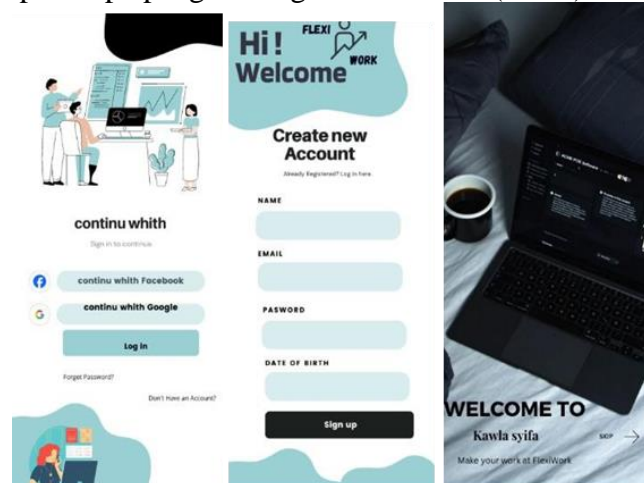 continu whith
Sign in to continue.
continu whith Facebook
continu whith Google
Log in
Forget Password?
Don't Have an Account?
Hi !
FLEXI
WORK
Welcome
Create new
Account
Already Registered? Log in here.
NAME
EMAIL
PASWORD
DATE OF BIRTH
Sign up
WELCOME TO
Kawla syifa
SKIP
Make your work at FlexiWork